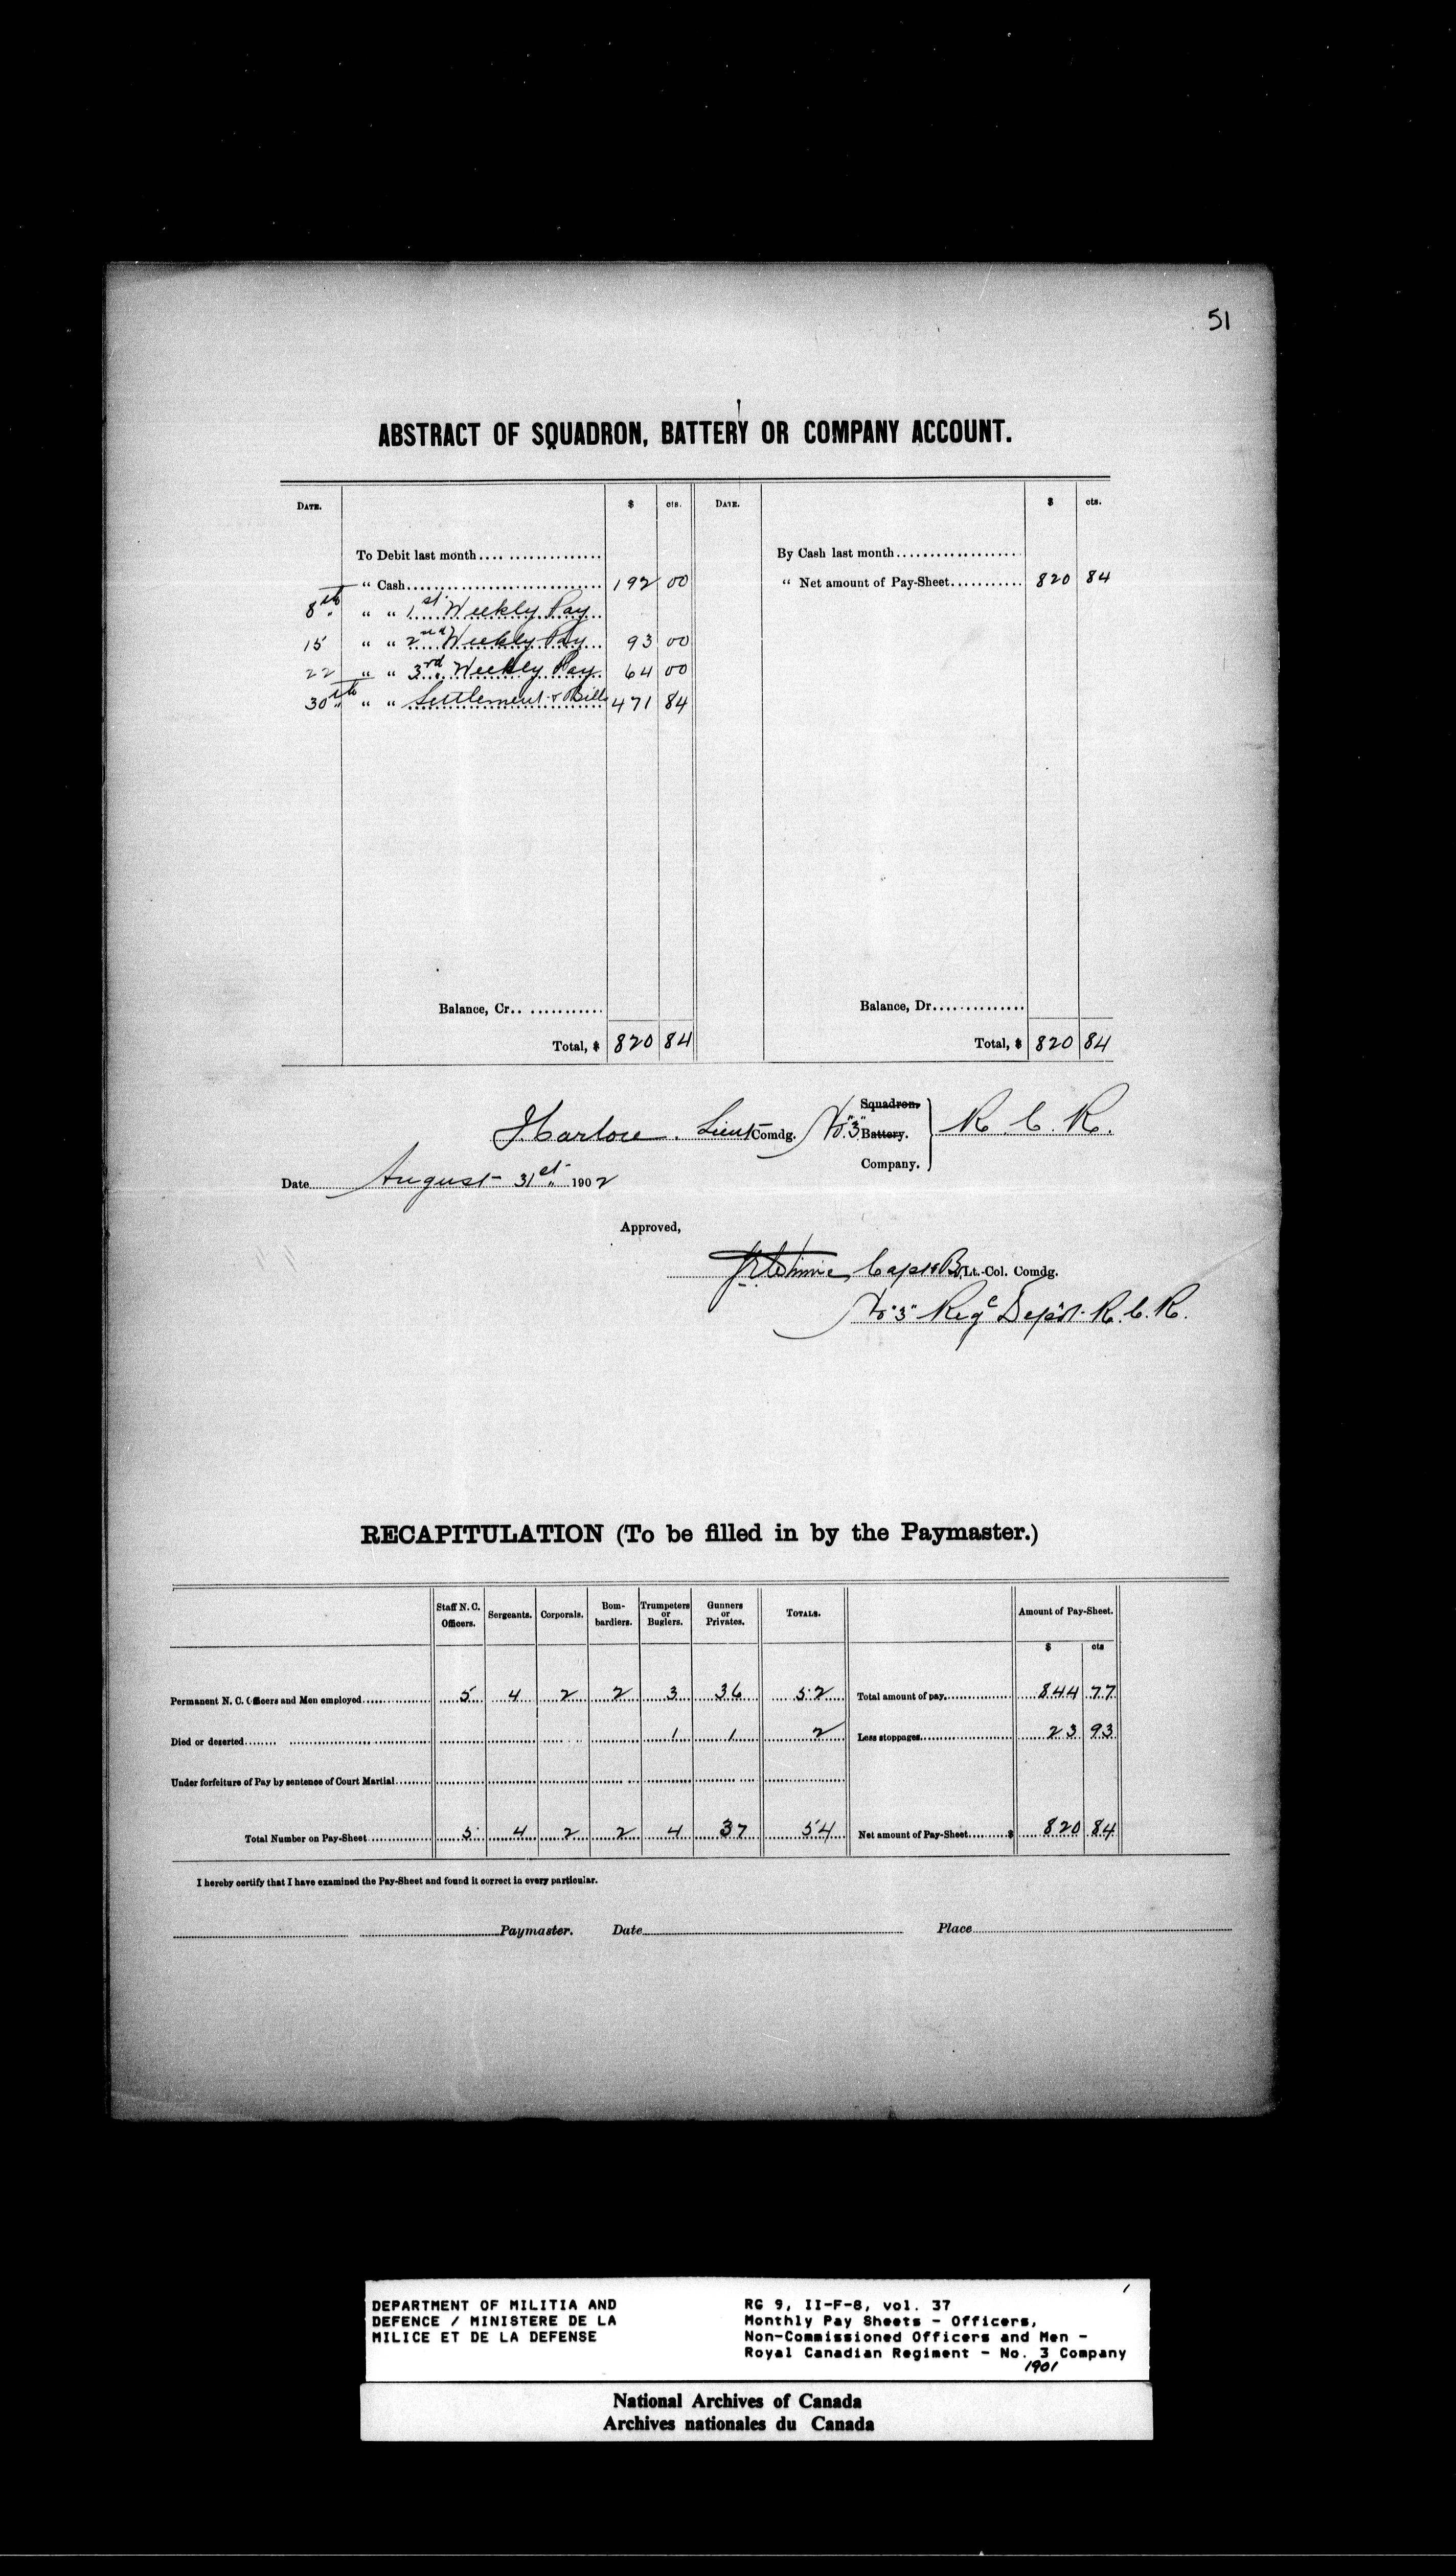 51
ABSTRACT OF SQUADRON, BATTERY OR COMPANY ACCOUNT.
DATE. $ cts. DATE. $ cts.
To Debit last month By Cash last month
" Cash 192 00 " Net amount of Pay-Sheet 820 84
8th " " 1st Weekly Pay
15 " " 2nd Weekly Pay 93 00
22 " " 3rd Weekly Pay 64 00
30th " " Settlement & Bills 471 84
Balance, Cr. Balance, Dr.
Total, $ 820 84 Total, $ 820 84
Squadron.
Lieut Comdg. No. "3" Battery. R. C. R.
Company.
Date August 31st 1902
Approved,
Capt & Bt. Lt.-Col. Comdg.
No "3" Regl Depot R. C. R.
RECAPITULATION (To be filled in by the Paymaster.)
Staff N. C. Officers. Sergeants. Corporals. Bombardiers. Trumpeters or Buglers. Gunners or Privates. TOTALS. Amount of Pay-Sheet.
$ cts
Permanent N. C. Officers and Men employed 5 4 2 2 3 36 52 Total amount of pay 844 77
Died or deserted 1 1 2 Less stoppages 23 93
Under forfeiture of Pay by sentence of Court Martial
Total Number on Pay-Sheet 5 4 2 2 4 37 54 Net amount of Pay-Sheet $ 820 84
I hereby certify that I have examined the Pay-Sheet and found it correct in every particular.
Paymaster. Date Place
DEPARTMENT OF MILITIA AND
DEFENCE / MINISTERE DE LA
MILICE ET DE LA DEFENSE
RG 9, II-F-8, vol. 37
Monthly Pay Sheets - Officers,
Non-Commissioned Officers and Men -
Royal Canadian Regiment - No. 3 Company
1901
National Archives of Canada
Archives nationales du Canada